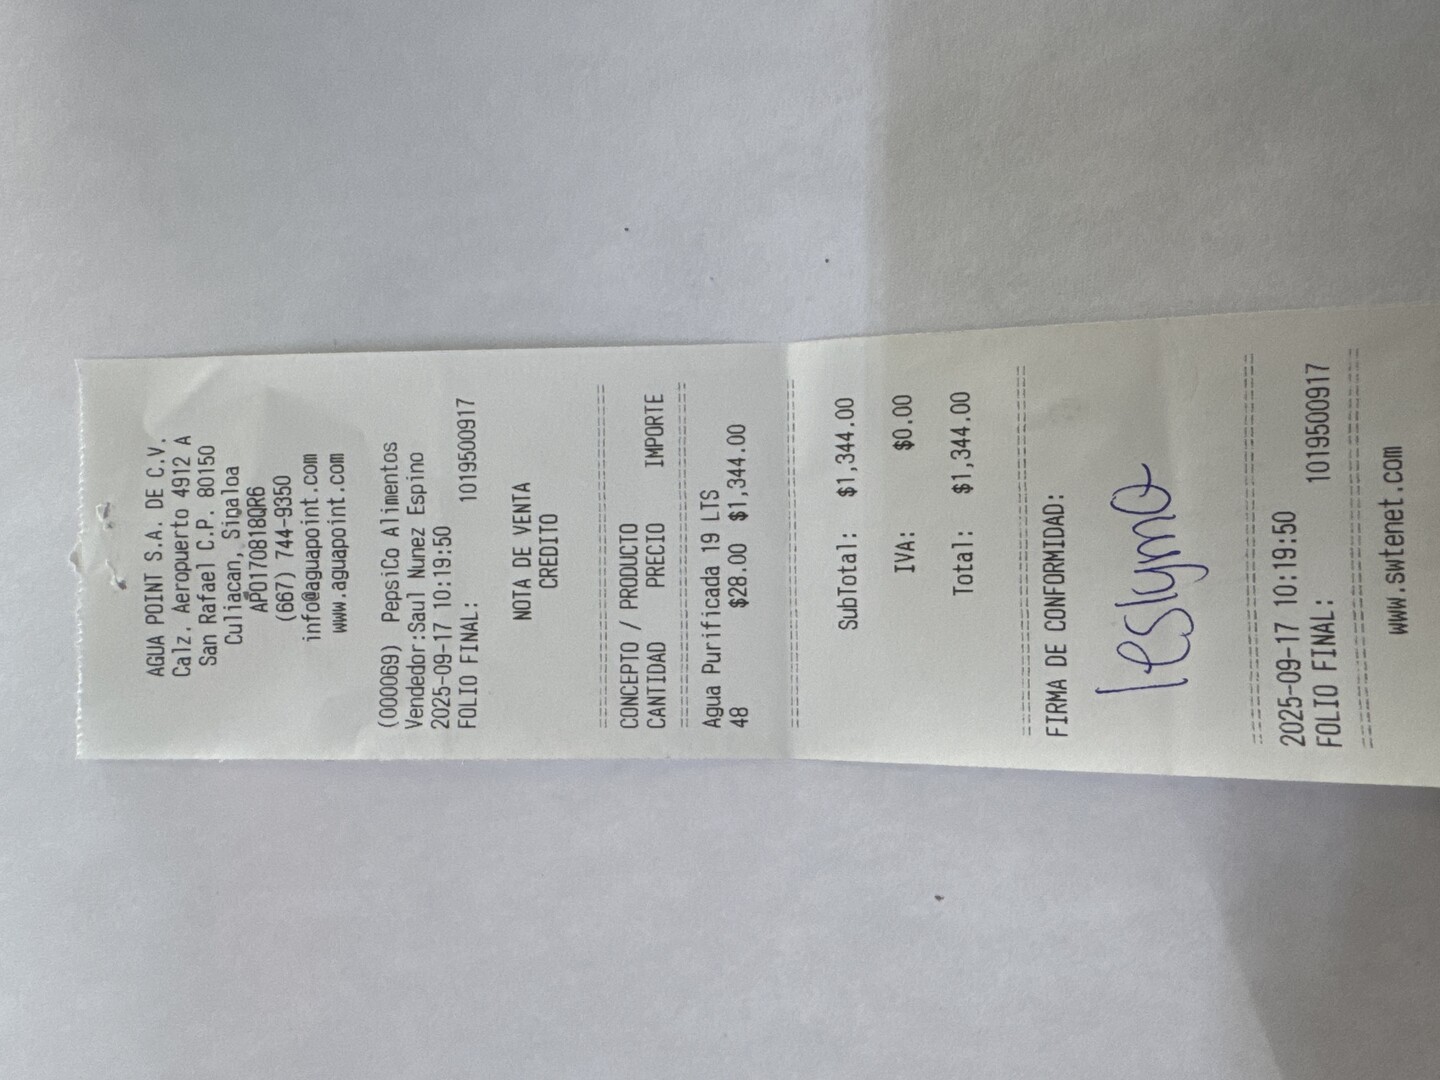 AGUA POINT S.A. DE C.V.
Calz. Aeropuerto 4912 A
San Rafael C.P. 80150
Culiacan, Sinaloa
APO170818QR6
(667) 744-9350
info@aguapoint.com
www.aguapoint.com
(000069) PepsiCo Alimentos
Vendedor:Saul Nunez Espino
2025-09-17 10:19:50
FOLIO FINAL: 1019500917
NOTA DE VENTA
CREDITO
================================
CONCEPTO / PRODUCTO
CANTIDAD PRECIO IMPORTE
================================
Agua Purificada 19 LTS
48 $28.00 $1,344.00
================================
SubTotal: $1,344.00
IVA: $0.00
Total: $1,344.00
================================
FIRMA DE CONFORMIDAD:
================================
2025-09-17 10:19:50
FOLIO FINAL: 1019500917
================================
www.swtenet.com